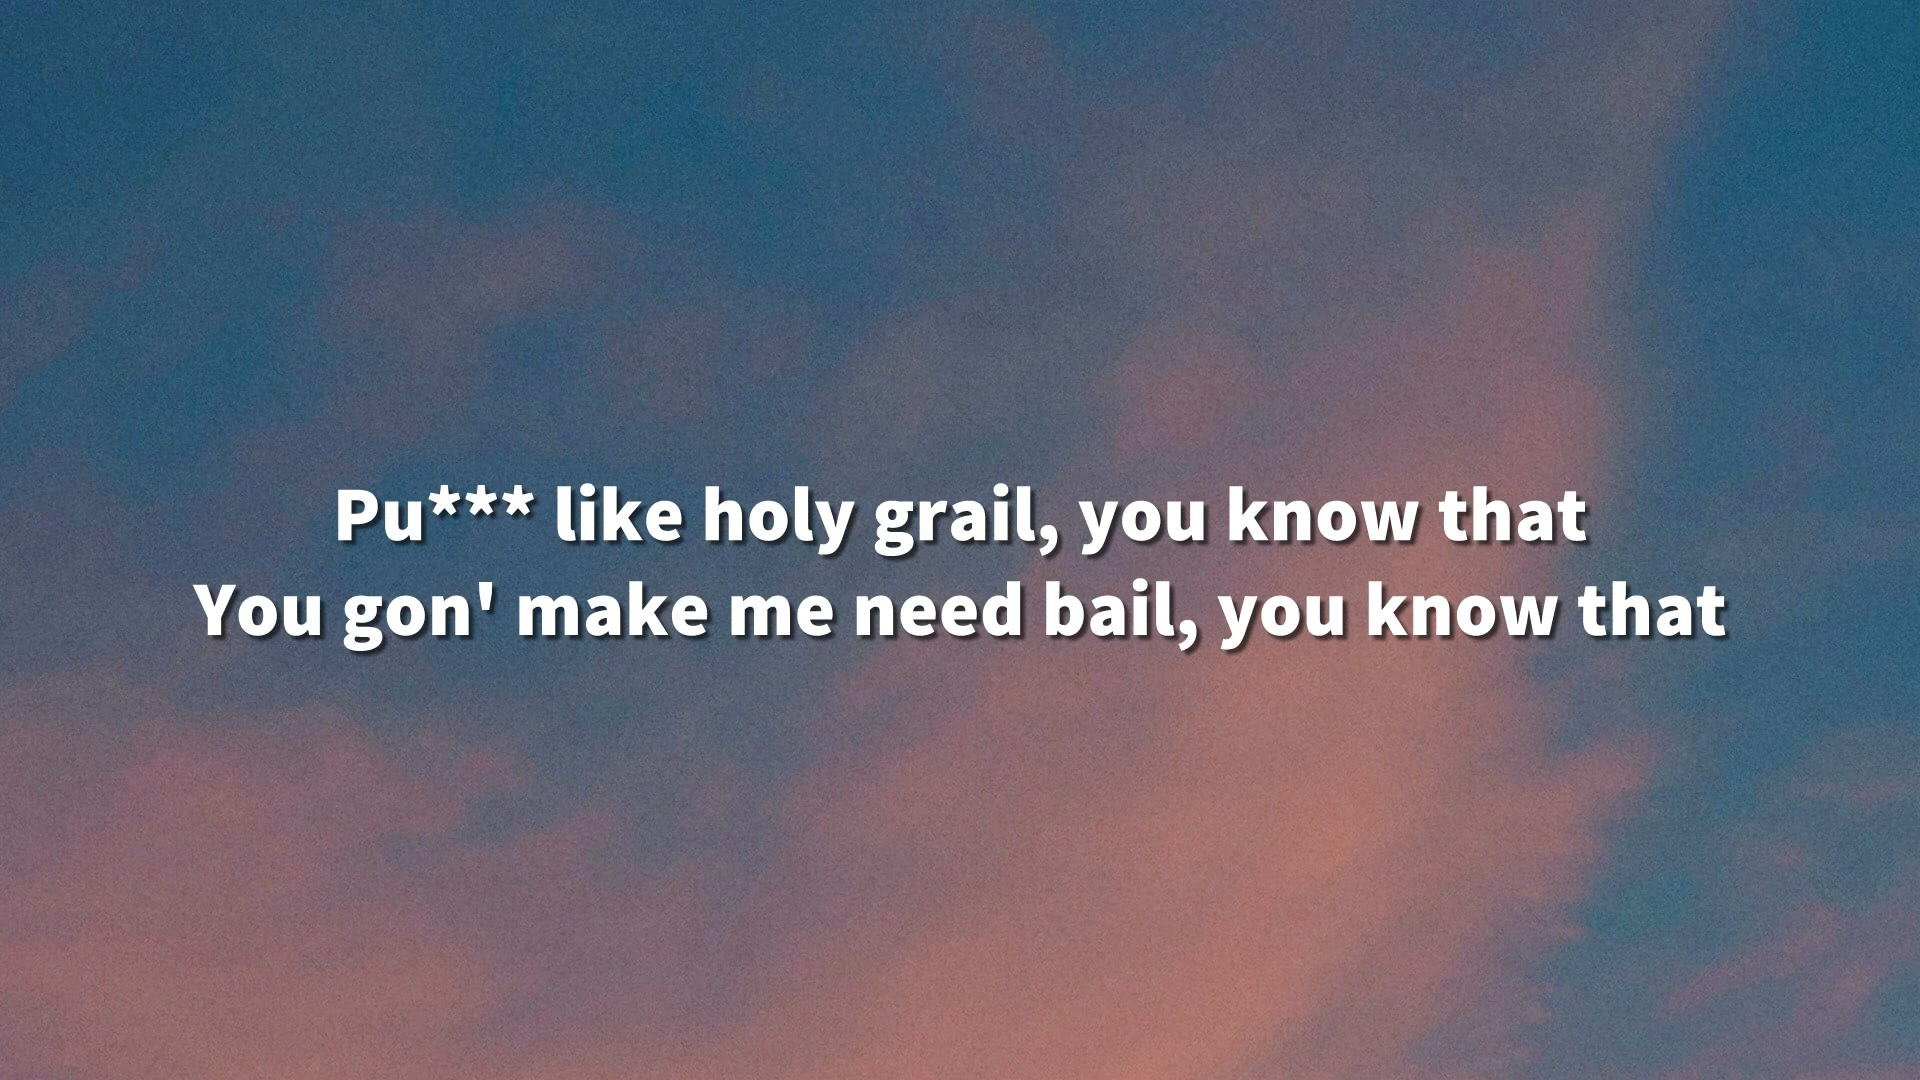 Pu*** like holy grail, you know that
You gon' make me need bail, you know that